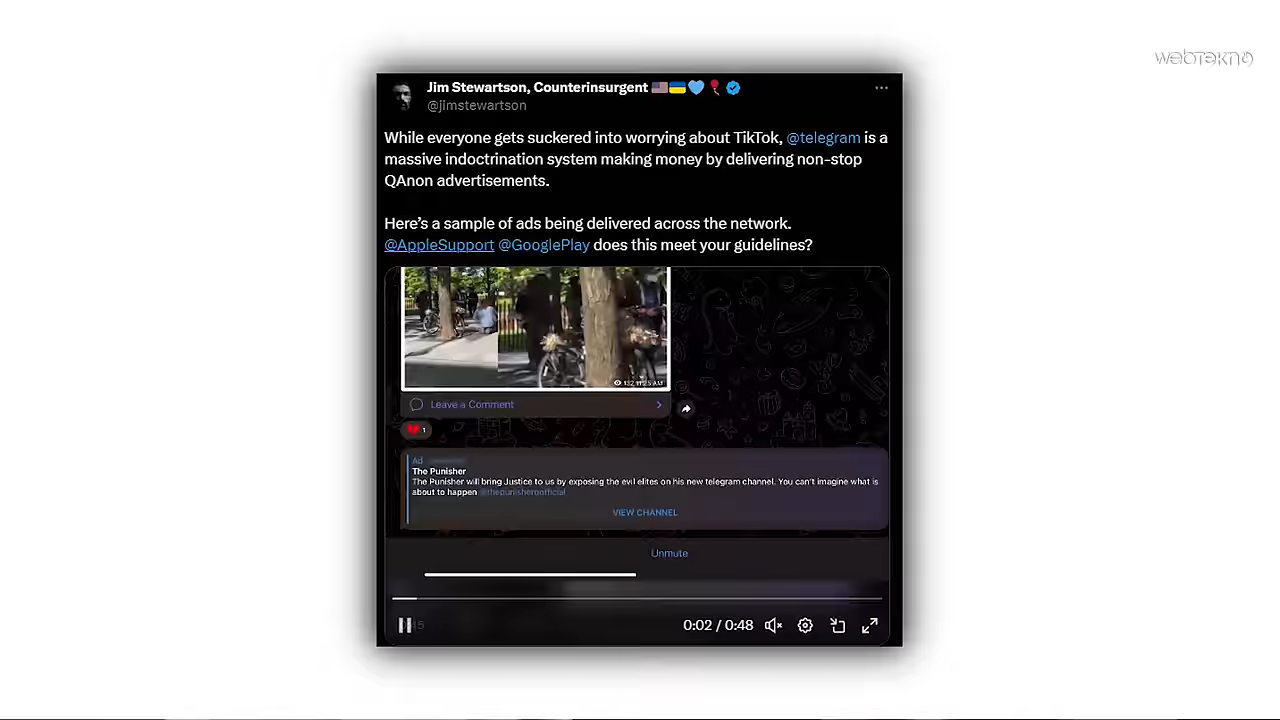 webtekno
Jim Stewartson, Counterinsurgent
@jimstewartson
While everyone gets suckered into worrying about TikTok, @telegram is a
massive indoctrination system making money by delivering non-stop
QAnon advertisements.
Here's a sample of ads being delivered across the network.
@AppleSupport @GooglePlay does this meet your guidelines?
Leave a Comment
1
Ad
The Punisher
The Punisher will bring Justice to us by exposing the evil elites on his new telegram channel. You can't imagine what is
about to happen @thepunisheroofficial
VIEW CHANNEL
Unmute
0:02 / 0:48